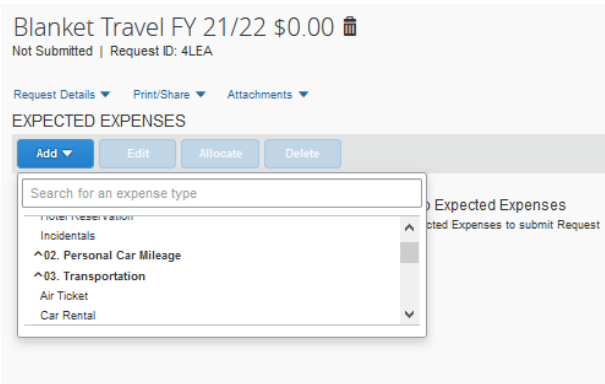 Blanket Travel FY 21/22 $0.00
Not Submitted | Request ID: 4LEA
Request Details ▼ Print/Share ▼ Attachments ▼
EXPECTED EXPENSES
Add ▼ Edit Allocate Delete
Search for an expense type
Hotel Reservation
Incidentals
^02. Personal Car Mileage
^03. Transportation
Air Ticket
Car Rental
Expected Expenses
Expenses to submit Request